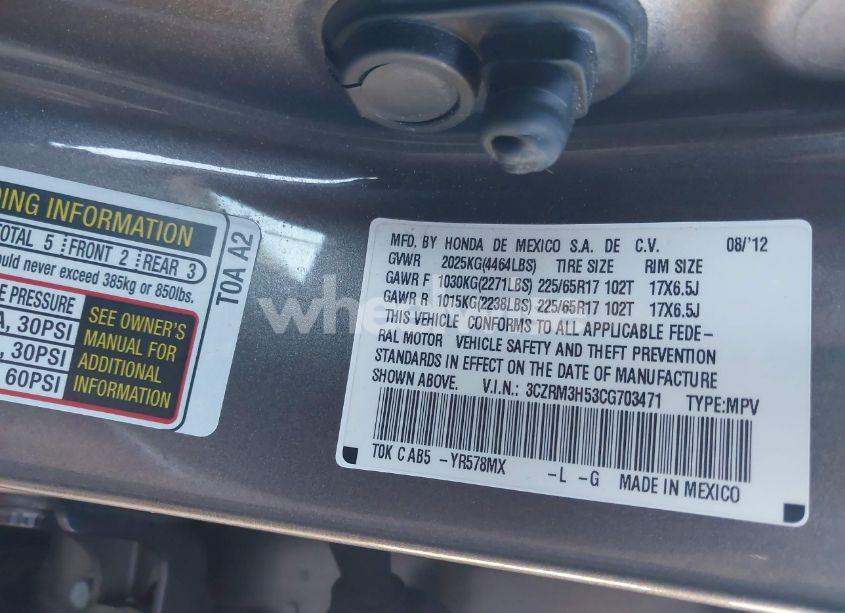 DING INFORMATION
TOTAL 5 FRONT 2 REAR 3
ould never exceed 385kg or 850lbs.
E PRESSURE
A, 30PSI
, 30PSI
60PSI
SEE OWNER'S
MANUAL FOR
ADDITIONAL
INFORMATION
T0A A2
MFD. BY HONDA DE MEXICO S.A. DE C.V. 08/'12
GVWR 2025KG(4464LBS) TIRE SIZE RIM SIZE
GAWR F 1030KG(2271LBS) 225/65R17 102T 17X6.5J
GAWR R 1015KG(2238LBS) 225/65R17 102T 17X6.5J
THIS VEHICLE CONFORMS TO ALL APPLICABLE FEDE-
RAL MOTOR VEHICLE SAFETY AND THEFT PREVENTION
STANDARDS IN EFFECT ON THE DATE OF MANUFACTURE
SHOWN ABOVE. V.I.N.: 3CZRM3H53CG703471 TYPE:MPV
T0K C AB5 -YR578MX -L -G MADE IN MEXICO